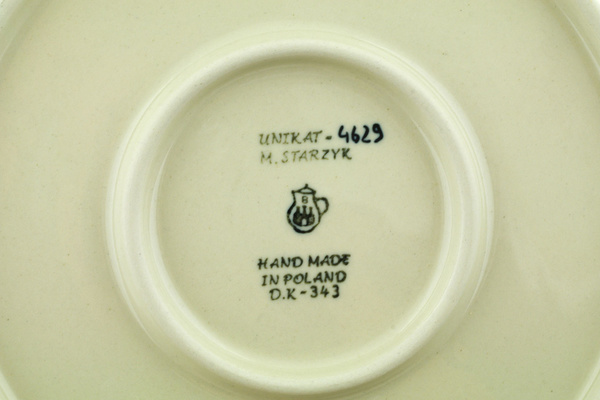 UNIKAT - 4629
M. STARZYK
B
HAND MADE
IN POLAND
D.K - 343